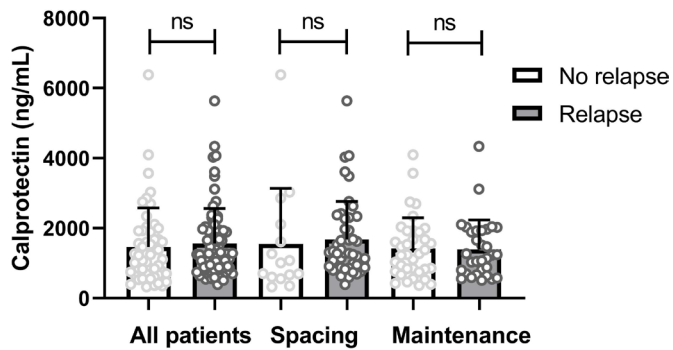 8000
6000
4000
2000
0
Calprotectin (ng/mL)
ns
ns
ns
No relapse
Relapse
All patients
Spacing
Maintenance